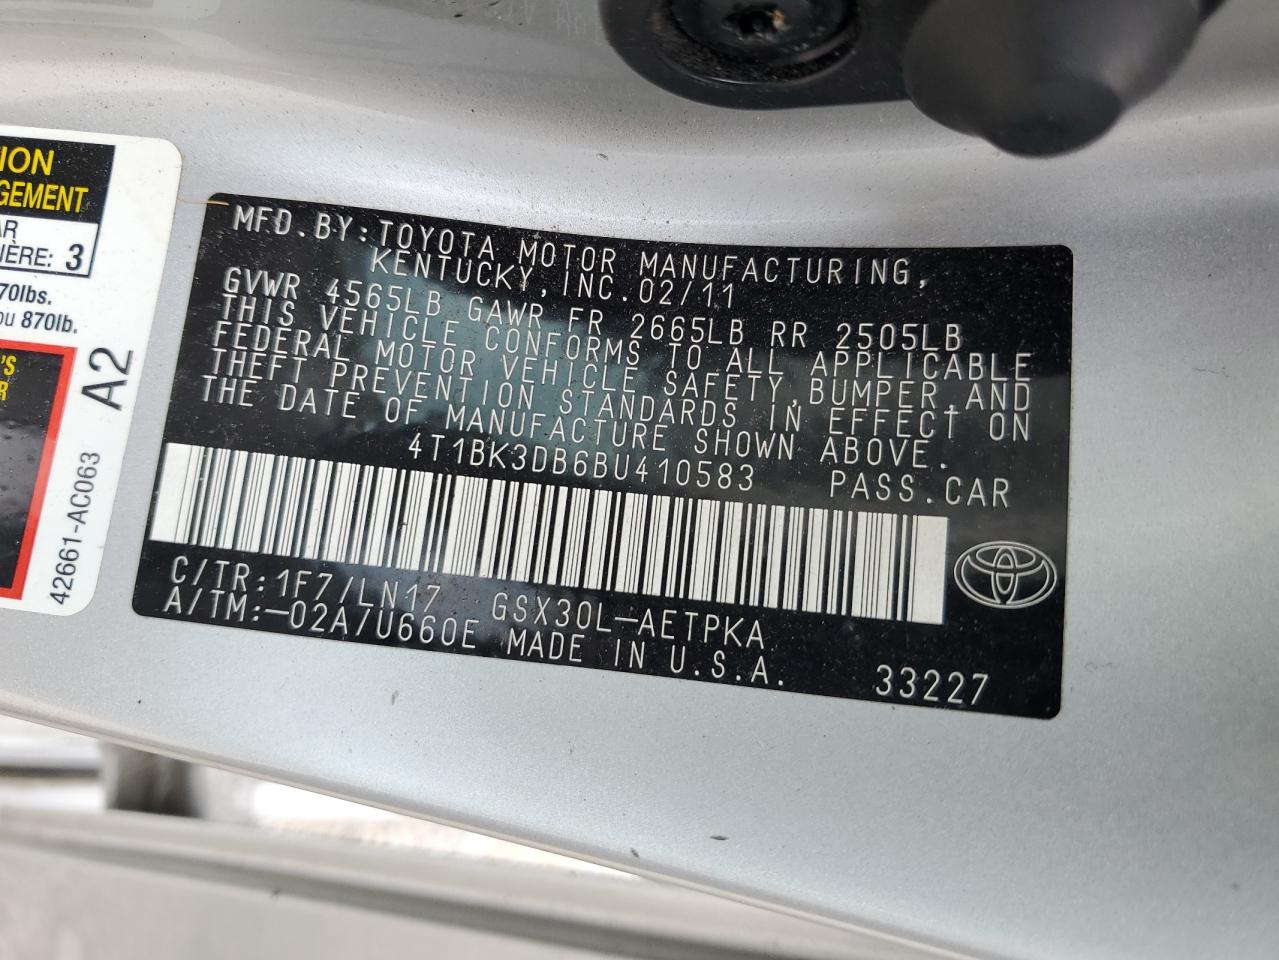 TION
GEMENT
AR
IÈRE: 3
70lbs.
ou 870lb.
'S
R
A2
42661-AC063
MFD.BY:TOYOTA MOTOR MANUFACTURING,
KENTUCKY,INC.02/11
GVWR 4565LB GAWR FR 2665LB RR 2505LB
THIS VEHICLE CONFORMS TO ALL APPLICABLE
FEDERAL MOTOR VEHICLE SAFETY,BUMPER,AND
THEFT PREVENTION STANDARDS IN EFFECT ON
THE DATE OF MANUFACTURE SHOWN ABOVE.
4T1BK3DB6BU410583 PASS.CAR
C/TR:1F7/LN17 GSX30L-AETPKA
A/TM:-02A/U660E MADE IN U.S.A.
33227